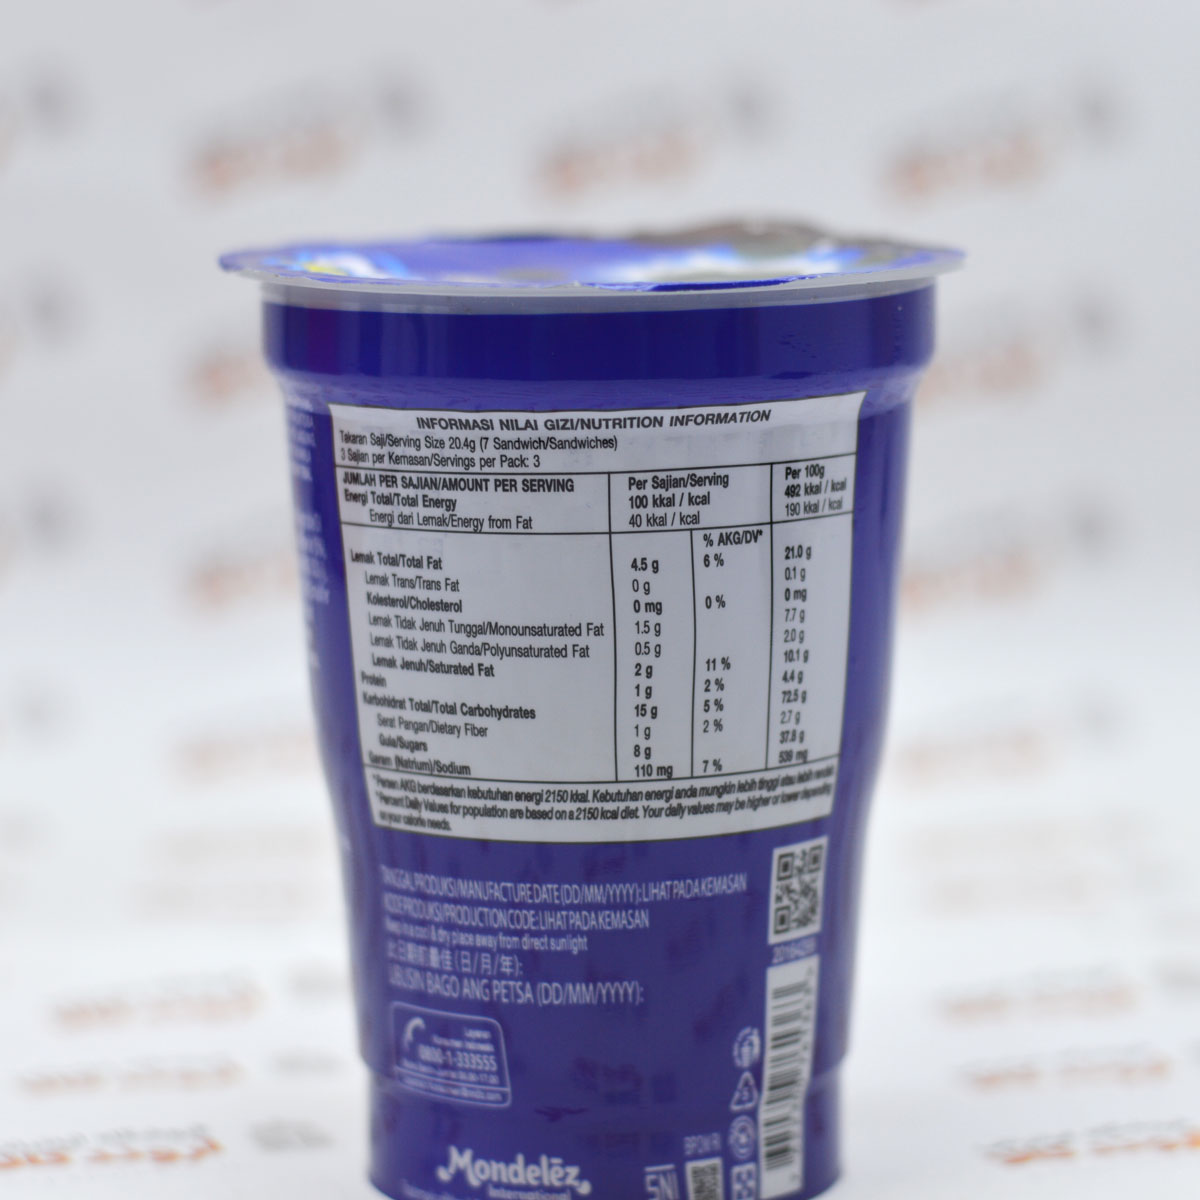 INFORMASI NILAI GIZI/NUTRITION INFORMATION
Takaran Saji/Serving Size 20.4g (7 Sandwich/Sandwiches)
3 Sajian per Kemasan/Servings per Pack: 3
JUMLAH PER SAJIAN/AMOUNT PER SERVING Per Sajian/Serving Per 100g
Energi Total/Total Energy 100 kkal / kcal 492 kkal / kcal
Energi dari Lemak/Energy from Fat 40 kkal / kcal 190 kkal / kcal
% AKG/DV*
Lemak Total/Total Fat 4.5 g 6 % 21.0 g
Lemak Trans/Trans Fat 0 g 0.1 g
Kolesterol/Cholesterol 0 mg 0 % 0 mg
Lemak Tidak Jenuh Tunggal/Monounsaturated Fat 1.5 g 7.7 g
Lemak Tidak Jenuh Ganda/Polyunsaturated Fat 0.5 g 2.0 g
Lemak Jenuh/Saturated Fat 2 g 11 % 10.1 g
Protein 1 g 2 % 4.4 g
Karbohidrat Total/Total Carbohydrates 15 g 5 % 72.5 g
Serat Pangan/Dietary Fiber 1 g 2 % 2.7 g
Gula/Sugars 8 g 37.8 g
Garam (Natrium)/Sodium 110 mg 7 % 539 mg
*Persen AKG berdasarkan kebutuhan energi 2150 kkal. Kebutuhan energi anda mungkin lebih tinggi atau lebih rendah
*Percent Daily Values for population are based on a 2150 kcal diet. Your daily values may be higher or lower depending
on your calorie needs.
TANGGAL PRODUKSI/MANUFACTURE DATE (DD/MM/YYYY): LIHAT PADA KEMASAN
KODE PRODUKSI/PRODUCTION CODE: LIHAT PADA KEMASAN
Keep in a cool & dry place away from direct sunlight
此日期前最佳 (日/月/年):
UBUSIN BAGO ANG PETSA (DD/MM/YYYY):
Layanan
0800-1-333555
Mondelēz
International
BPOM RI
SNI